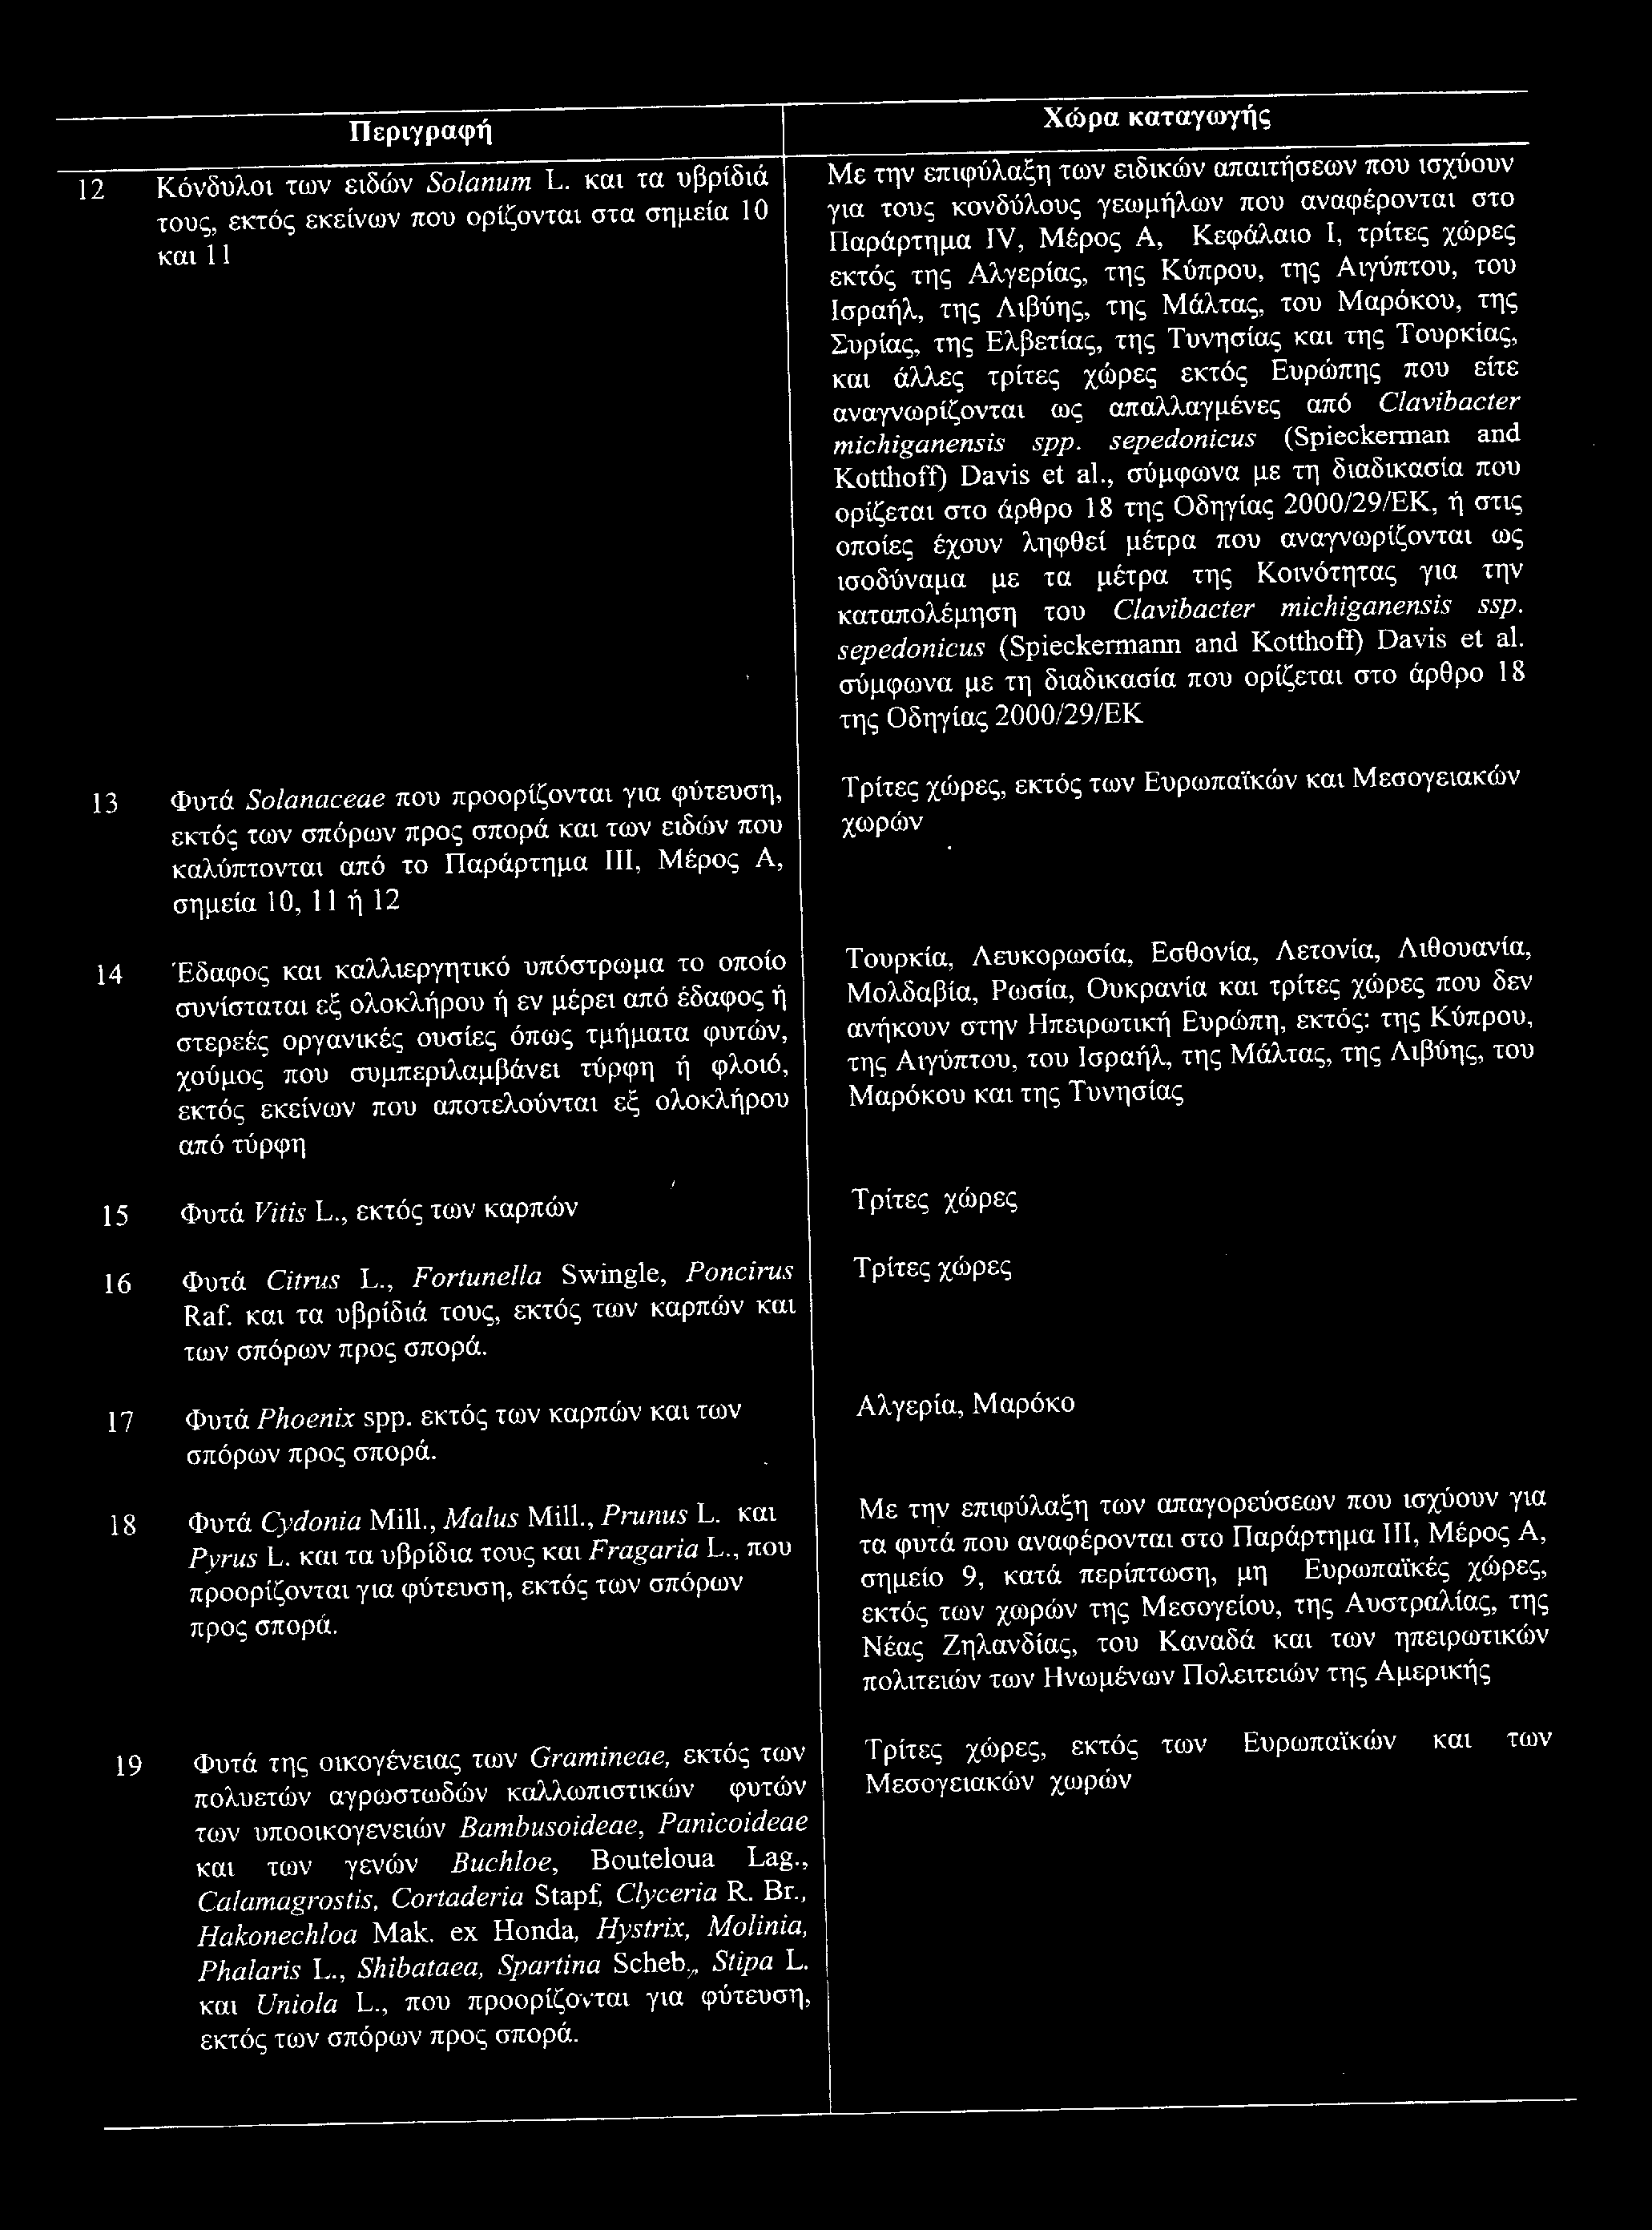 Περιγραφή
Χώρα καταγωγής
12 Κόνδυλοι των ειδών Solanum L. και τα υβρίδιά
τους, εκτός εκείνων που ορίζονται στα σημεία 10
και 11
Με την επιφύλαξη των ειδικών απαιτήσεων που ισχύουν
για τους κονδύλους γεωμήλων που αναφέρονται στο
Παράρτημα IV, Μέρος Α, Κεφάλαιο Ι, τρίτες χώρες
εκτός της Αλγερίας, της Κύπρου, της Αιγύπτου, του
Ισραήλ, της Λιβύης, της Μάλτας, του Μαρόκου, της
Συρίας, της Ελβετίας, της Τυνησίας και της Τουρκίας,
και άλλες τρίτες χώρες εκτός Ευρώπης που είτε
αναγνωρίζονται ως απαλλαγμένες από Clavibacter
michiganensis spp. sepedonicus (Spieckerman and
Kotthoff) Davis et al., σύμφωνα με τη διαδικασία που
ορίζεται στο άρθρο 18 της Οδηγίας 2000/29/ΕΚ, ή στις
οποίες έχουν ληφθεί μέτρα που αναγνωρίζονται ως
ισοδύναμα με τα μέτρα της Κοινότητας για την
καταπολέμηση του Clavibacter michiganensis ssp.
sepedonicus (Spieckermann and Kotthoff) Davis et al.
σύμφωνα με τη διαδικασία που ορίζεται στο άρθρο 18
της Οδηγίας 2000/29/ΕΚ
13 Φυτά Solanaceae που προορίζονται για φύτευση,
εκτός των σπόρων προς σπορά και των ειδών που
καλύπτονται από το Παράρτημα ΙΙΙ, Μέρος Α,
σημεία 10, 11 ή 12
Τρίτες χώρες, εκτός των Ευρωπαϊκών και Μεσογειακών
χωρών
14 Έδαφος και καλλιεργητικό υπόστρωμα το οποίο
συνίσταται εξ ολοκλήρου ή εν μέρει από έδαφος ή
στερεές οργανικές ουσίες όπως τμήματα φυτών,
χούμος που συμπεριλαμβάνει τύρφη ή φλοιό,
εκτός εκείνων που αποτελούνται εξ ολοκλήρου
από τύρφη
Τουρκία, Λευκορωσία, Εσθονία, Λετονία, Λιθουανία,
Μολδαβία, Ρωσία, Ουκρανία και τρίτες χώρες που δεν
ανήκουν στην Ηπειρωτική Ευρώπη, εκτός: της Κύπρου,
της Αιγύπτου, του Ισραήλ, της Μάλτας, της Λιβύης, του
Μαρόκου και της Τυνησίας
15 Φυτά Vitis L., εκτός των καρπών
Τρίτες χώρες
16 Φυτά Citrus L., Fortunella Swingle, Poncirus
Raf. και τα υβρίδιά τους, εκτός των καρπών και
των σπόρων προς σπορά.
Τρίτες χώρες
17 Φυτά Phoenix spp. εκτός των καρπών και των
σπόρων προς σπορά.
Αλγερία, Μαρόκο
18 Φυτά Cydonia Mill., Malus Mill., Prunus L. και
Pyrus L. και τα υβρίδια τους και Fragaria L., που
προορίζονται για φύτευση, εκτός των σπόρων
προς σπορά.
Με την επιφύλαξη των απαγορεύσεων που ισχύουν για
τα φυτά που αναφέρονται στο Παράρτημα ΙΙΙ, Μέρος Α,
σημείο 9, κατά περίπτωση, μη Ευρωπαϊκές χώρες,
εκτός των χωρών της Μεσογείου, της Αυστραλίας, της
Νέας Ζηλανδίας, του Καναδά και των ηπειρωτικών
πολιτειών των Ηνωμένων Πολειτειών της Αμερικής
19 Φυτά της οικογένειας των Gramineae, εκτός των
πολυετών αγρωστωδών καλλωπιστικών φυτών
των υποοικογενειών Bambusoideae, Panicoideae
και των γενών Buchloe, Bouteloua Lag.,
Calamagrostis, Cortaderia Stapf, Clyceria R. Br.,
Hakonechloa Mak. ex Honda, Hystrix, Molinia,
Phalaris L., Shibataea, Spartina Scheb., Stipa L.
και Uniola L., που προορίζονται για φύτευση,
εκτός των σπόρων προς σπορά.
Τρίτες χώρες, εκτός των Ευρωπαϊκών και των
Μεσογειακών χωρών